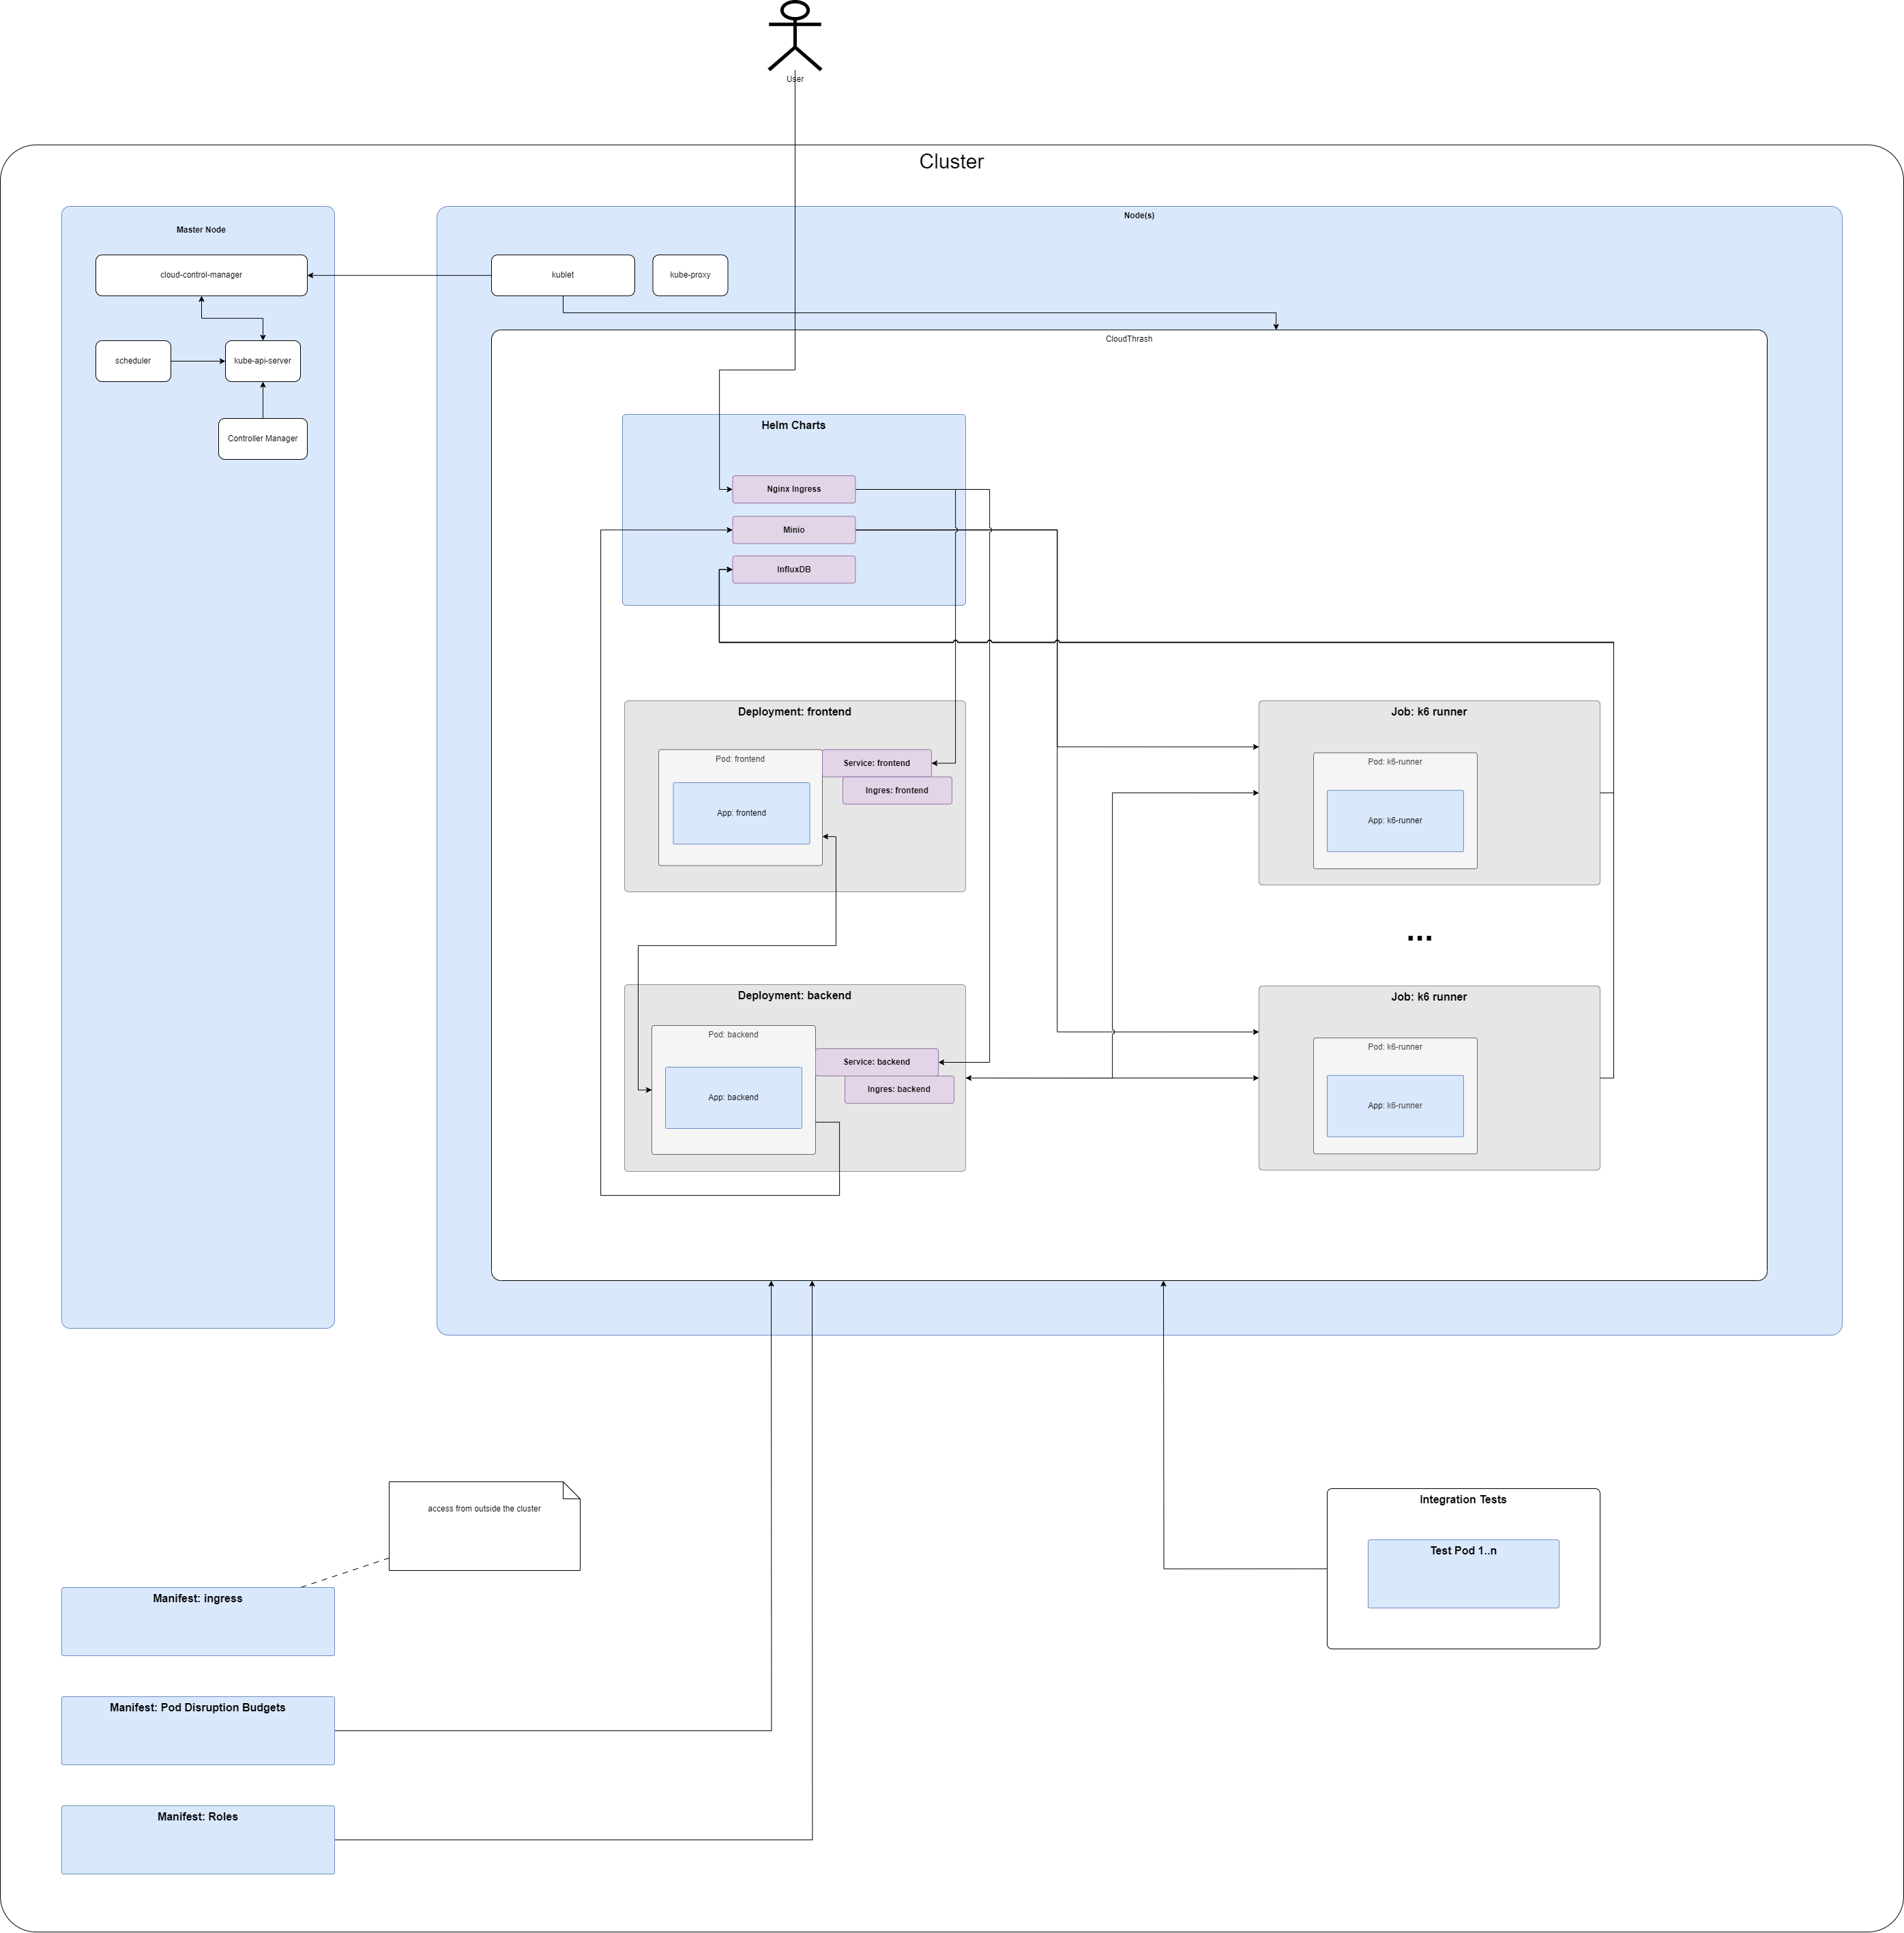 User
Cluster
Master Node
cloud-control-manager
scheduler
kube-api-server
Controller Manager
Node(s)
kublet
kube-proxy
CloudThrash
Helm Charts
Nginx Ingress
Minio
InfluxDB
Deployment: frontend
Pod: frontend
App: frontend
Service: frontend
Ingres: frontend
Job: k6 runner
Pod: k6-runner
App: k6-runner
...
Deployment: backend
Pod: backend
App: backend
Service: backend
Ingres: backend
Job: k6 runner
Pod: k6-runner
App: k6-runner
access from outside the cluster
Integration Tests
Test Pod 1..n
Manifest: ingress
Manifest: Pod Disruption Budgets
Manifest: Roles